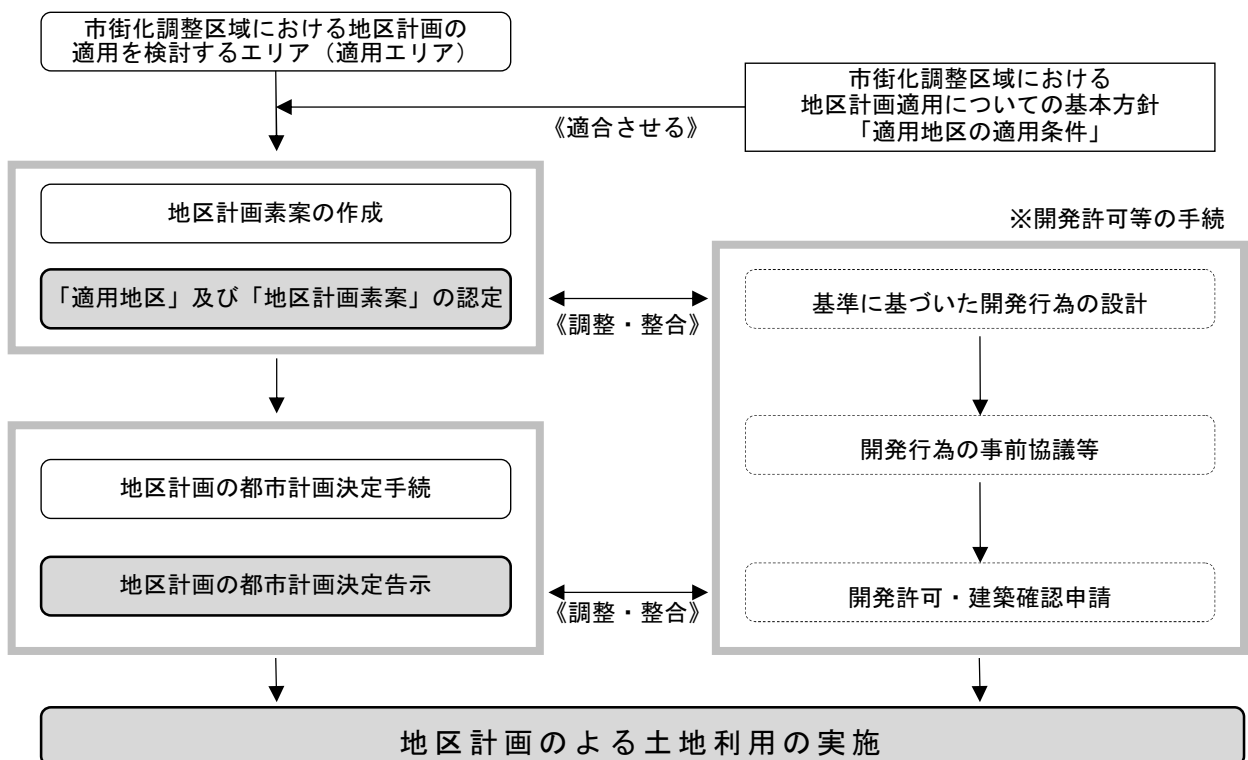 市街化調整区域における地区計画の
適用を検討するエリア（適用エリア）
市街化調整区域における
地区計画適用についての基本方針
「適用地区の適用条件」
《適合させる》
地区計画素案の作成
「適用地区」及び「地区計画素案」の認定
※開発許可等の手続
《調整・整合》
基準に基づいた開発行為の設計
開発行為の事前協議等
地区計画の都市計画決定手続
地区計画の都市計画決定告示
《調整・整合》
開発許可・建築確認申請
地区計画のよる土地利用の実施